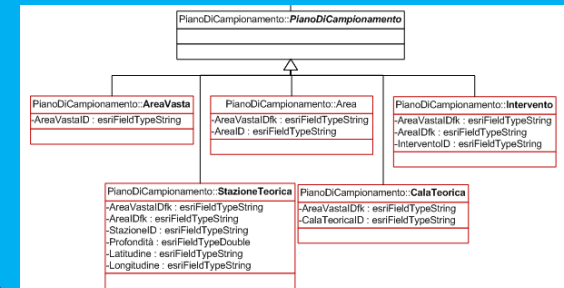 PianoDiCampionamento::PianoDiCampionamento
PianoDiCampionamento::AreaVasta
-AreaVastaID : esriFieldTypeString
PianoDiCampionamento::Area
-AreaVastaIDfk : esriFieldTypeString
-AreaID : esriFieldTypeString
PianoDiCampionamento::Intervento
-AreaVastaIDfk : esriFieldTypeString
-AreaIDfk : esriFieldTypeString
-InterventoID : esriFieldTypeString
PianoDiCampionamento::StazioneTeorica
-AreaVastaIDfk : esriFieldTypeString
-AreaIDfk : esriFieldTypeString
-StazioneID : esriFieldTypeString
-Profondità : esriFieldTypeDouble
-Latitudine : esriFieldTypeString
-Longitudine : esriFieldTypeString
PianoDiCampionamento::CalaTeorica
-AreaVastaIDfk : esriFieldTypeString
-CalaTeoricaID : esriFieldTypeString